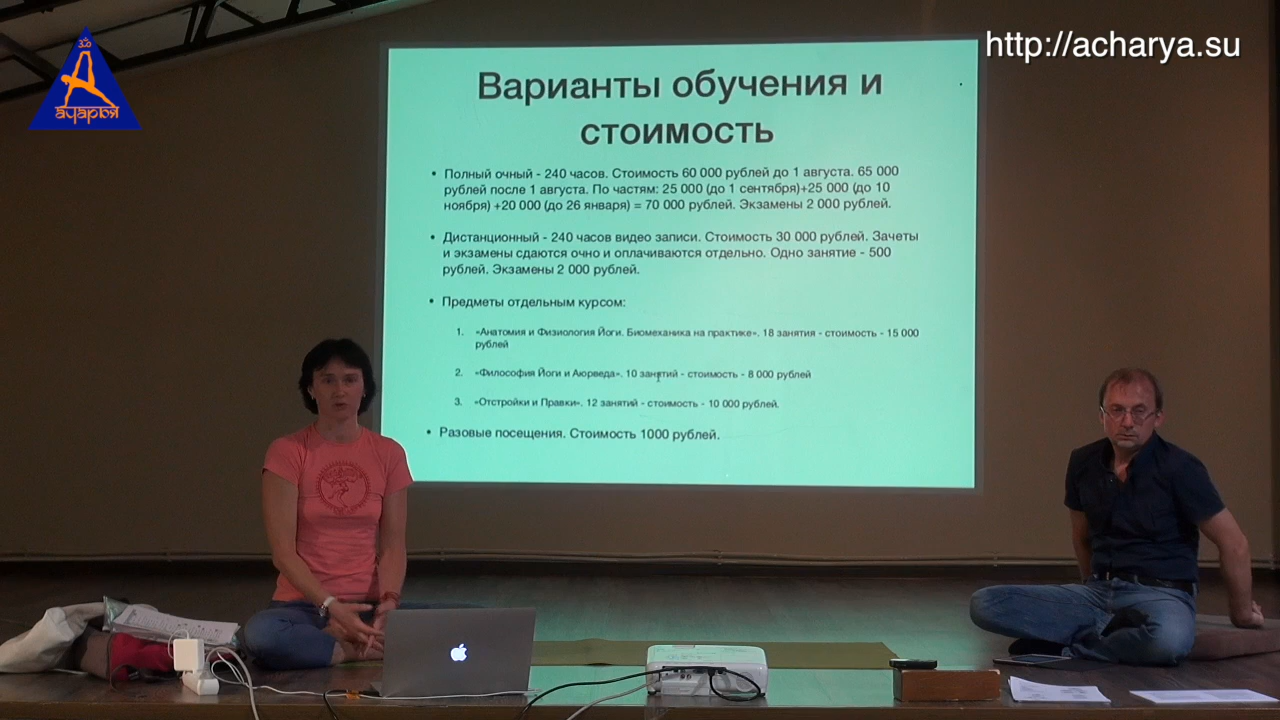 http://acharya.su
ॐ
ачарья
Варианты обучения и
стоимость
• Полный очный - 240 часов. Стоимость 60 000 рублей до 1 августа. 65 000
рублей после 1 августа. По частям: 25 000 (до 1 сентября)+25 000 (до 10
ноября) +20 000 (до 26 января) = 70 000 рублей. Экзамены 2 000 рублей.
• Дистанционный - 240 часов видео записи. Стоимость 30 000 рублей. Зачеты
и экзамены сдаются очно и оплачиваются отдельно. Одно занятие - 500
рублей. Экзамены 2 000 рублей.
• Предметы отдельным курсом:
1. «Анатомия и Физиология Йоги. Биомеханика на практике». 18 занятия - стоимость - 15 000
рублей
2. «Философия Йоги и Аюрведа». 10 занятий - стоимость - 8 000 рублей
3. «Отстройки и Правки». 12 занятий - стоимость - 10 000 рублей.
• Разовые посещения. Стоимость 1000 рублей.